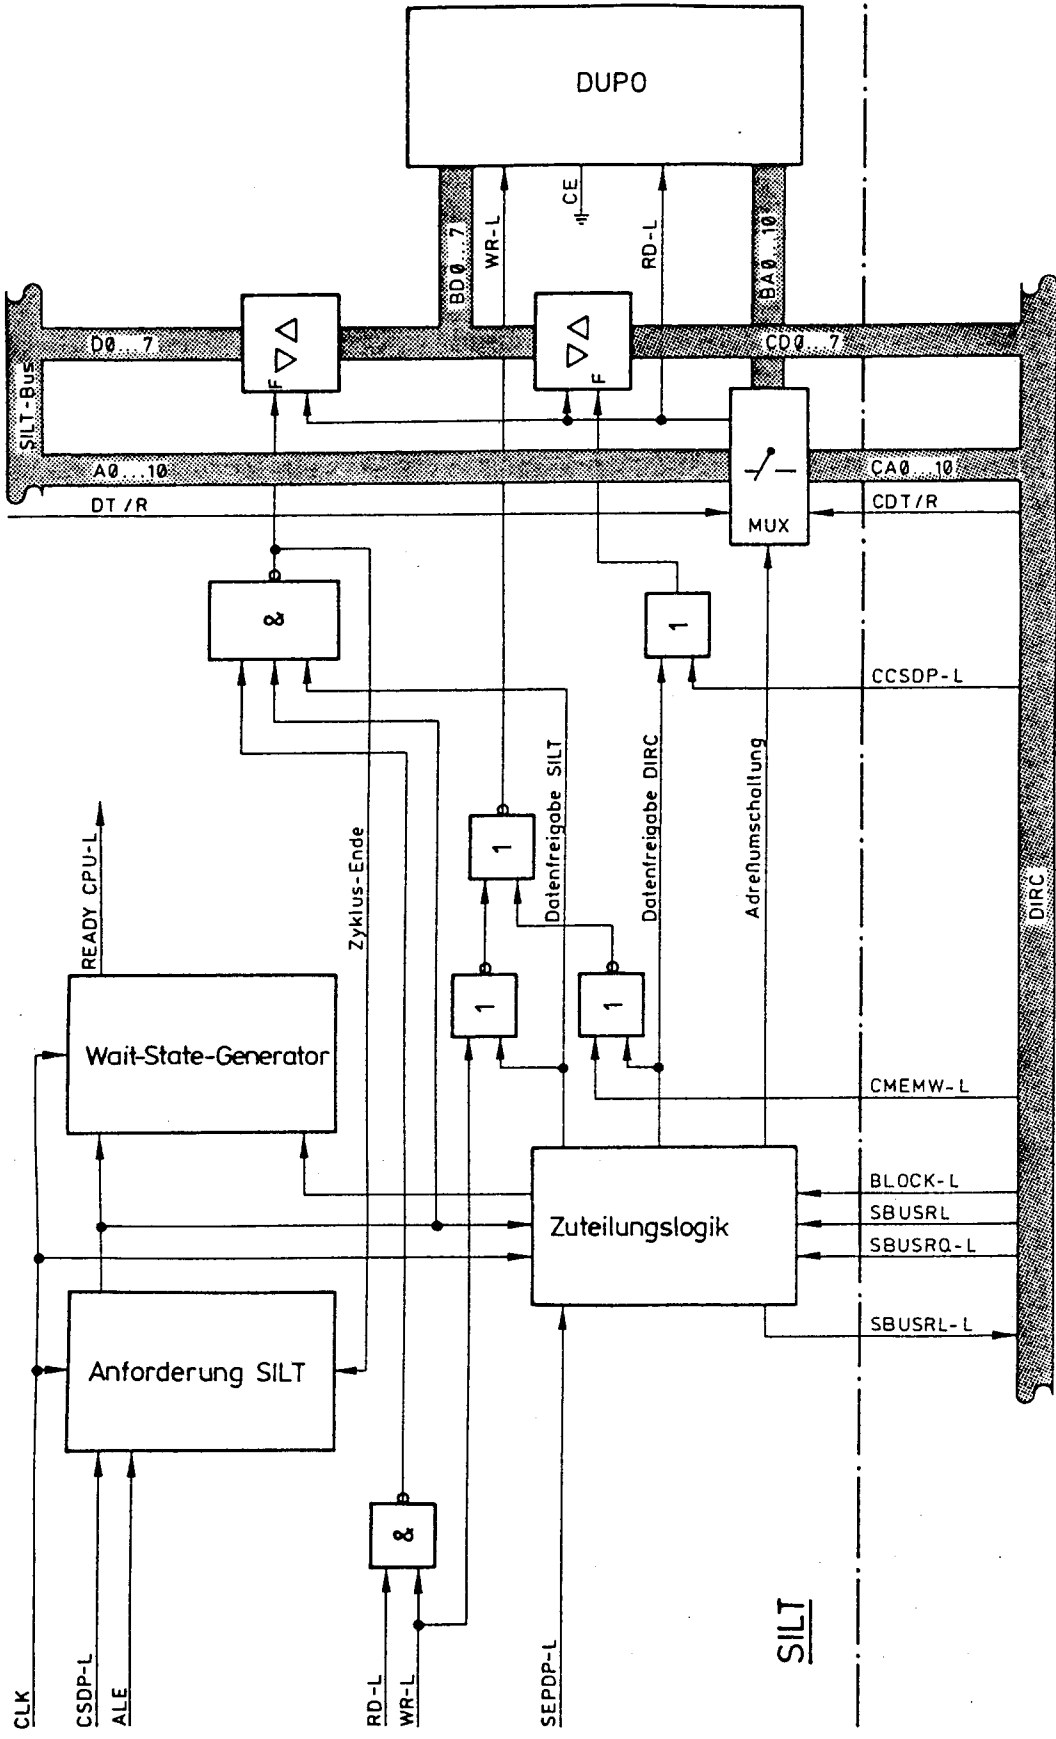 DUPO
SILT-Bus
D0...7
BD0...7
WR-L
CE
RD-L
BA0...10
F
F
CD0...7
A0...10
CA0...10
DT/R
MUX
CDT/R
&
1
CCSDP-L
READY CPU-L
Zyklus-Ende
1
Datenfreigabe SILT
Datenfreigabe DIRC
Adreßumschaltung
DIRC
Wait-State-Generator
1
1
CMEMW-L
Zuteilungslogik
BLOCK-L
SBUSRL
SBUSRQ-L
SBUSRL-L
Anforderung SILT
&
CLK
CSDP-L
ALE
RD-L
WR-L
SEPDP-L
SILT